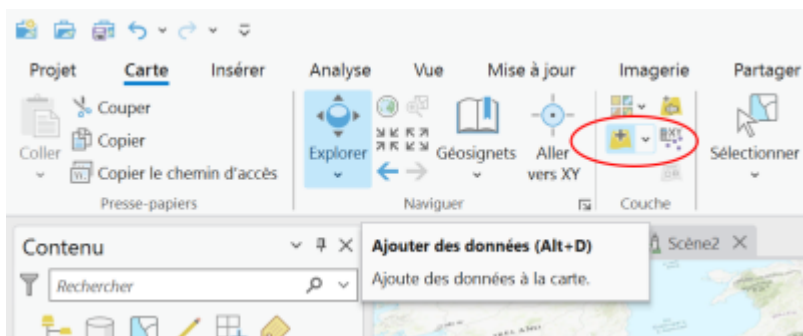 Projet Carte Insérer Analyse Vue Mise à jour Imagerie Partager
Couper
Copier
Copier le chemin d'accès
Coller
Presse-papiers
Explorer
Géosignets
Aller
vers XY
Naviguer
Couche
Sélectionner
Contenu
Rechercher
Ajouter des données (Alt+D)
Ajoute des données à la carte.
Scène2